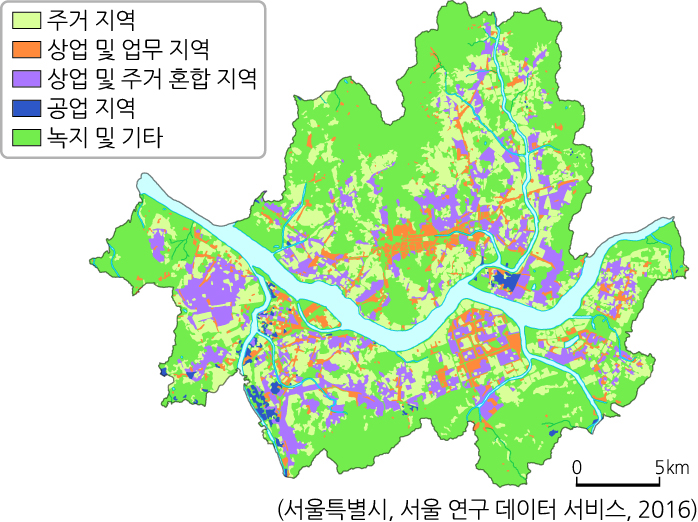 주거 지역
상업 및 업무 지역
상업 및 주거 혼합 지역
공업 지역
녹지 및 기타
0 5km
(서울특별시, 서울 연구 데이터 서비스, 2016)